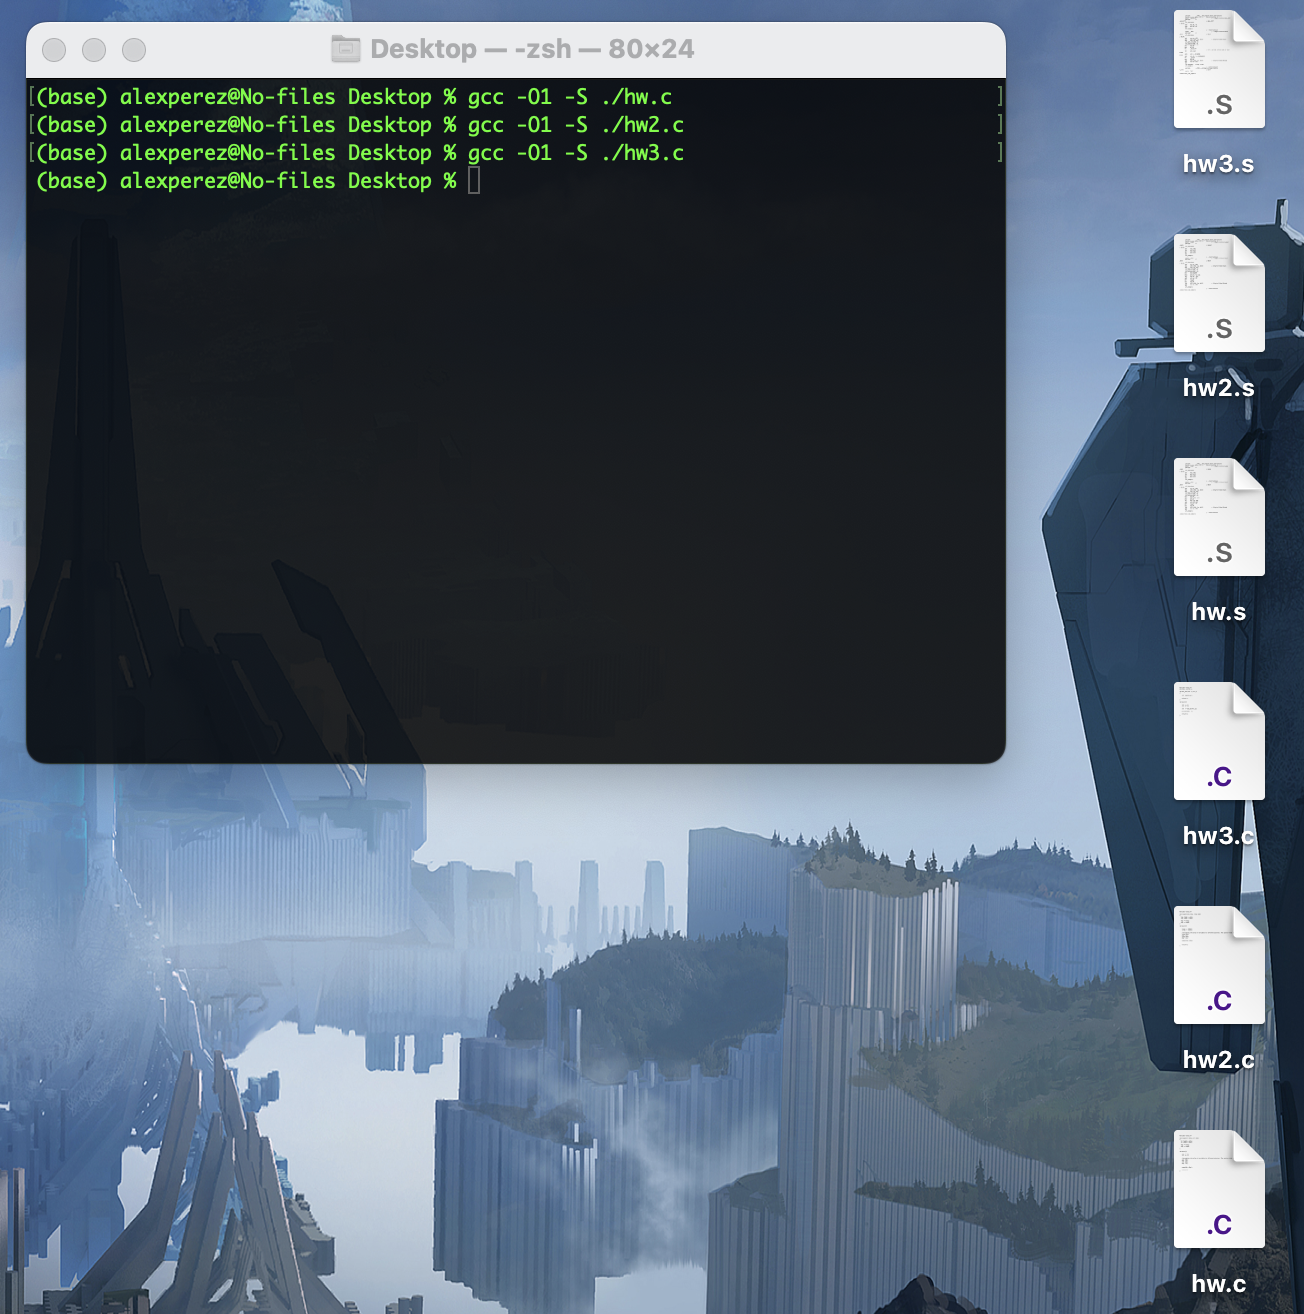 Desktop — -zsh — 80×24
[(base) alexperez@No-files Desktop % gcc -O1 -S ./hw.c ]
[(base) alexperez@No-files Desktop % gcc -O1 -S ./hw2.c ]
[(base) alexperez@No-files Desktop % gcc -O1 -S ./hw3.c ]
(base) alexperez@No-files Desktop %
.S
hw3.s
.S
hw2.s
.S
hw.s
.C
hw3.c
.C
hw2.c
.C
hw.c